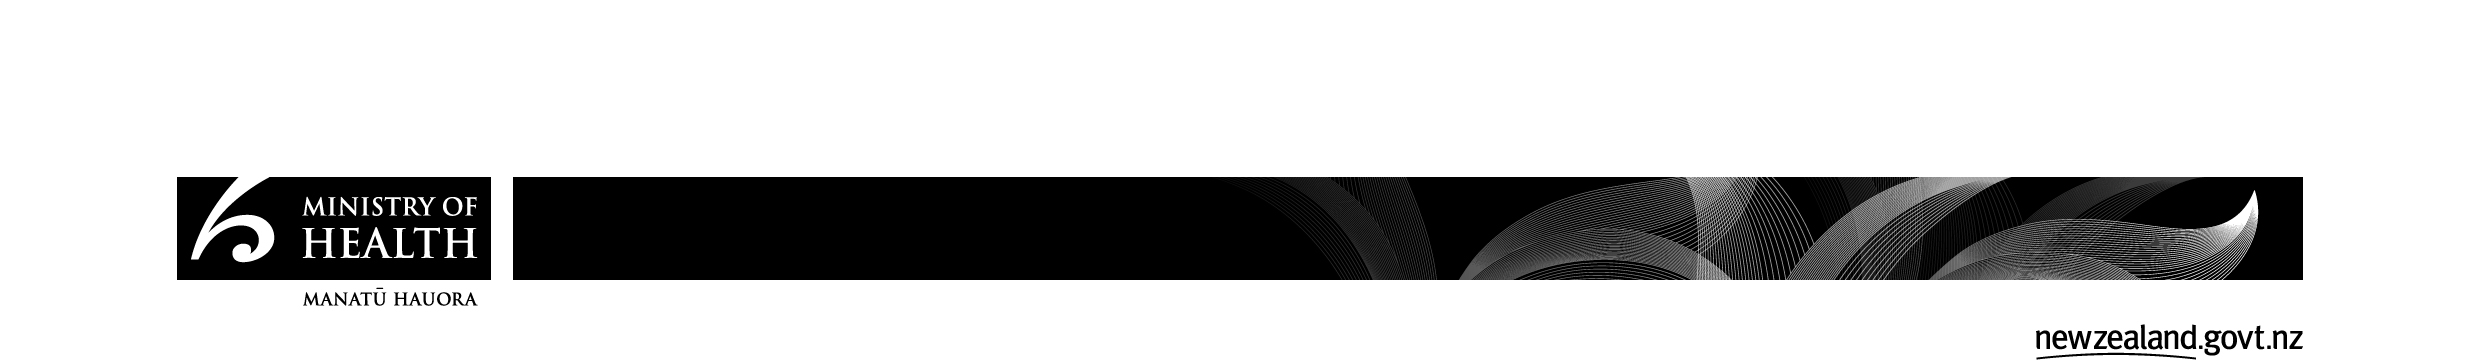 MINISTRY OF
HEALTH
MANATŪ HAUORA
newzealand.govt.nz